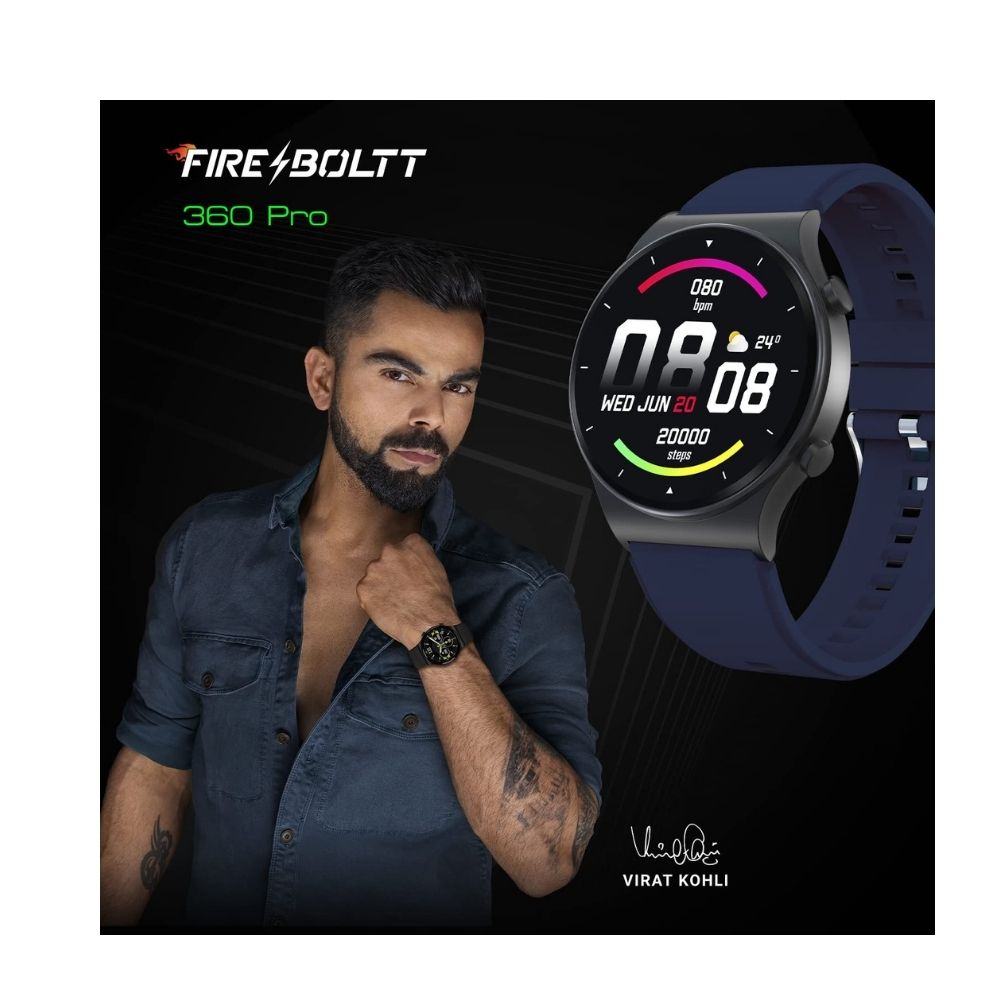 FIRE BOLTT
360 Pro
080
bpm
08
24°
08
WED JUN 20
20000
steps
VIRAT KOHLI